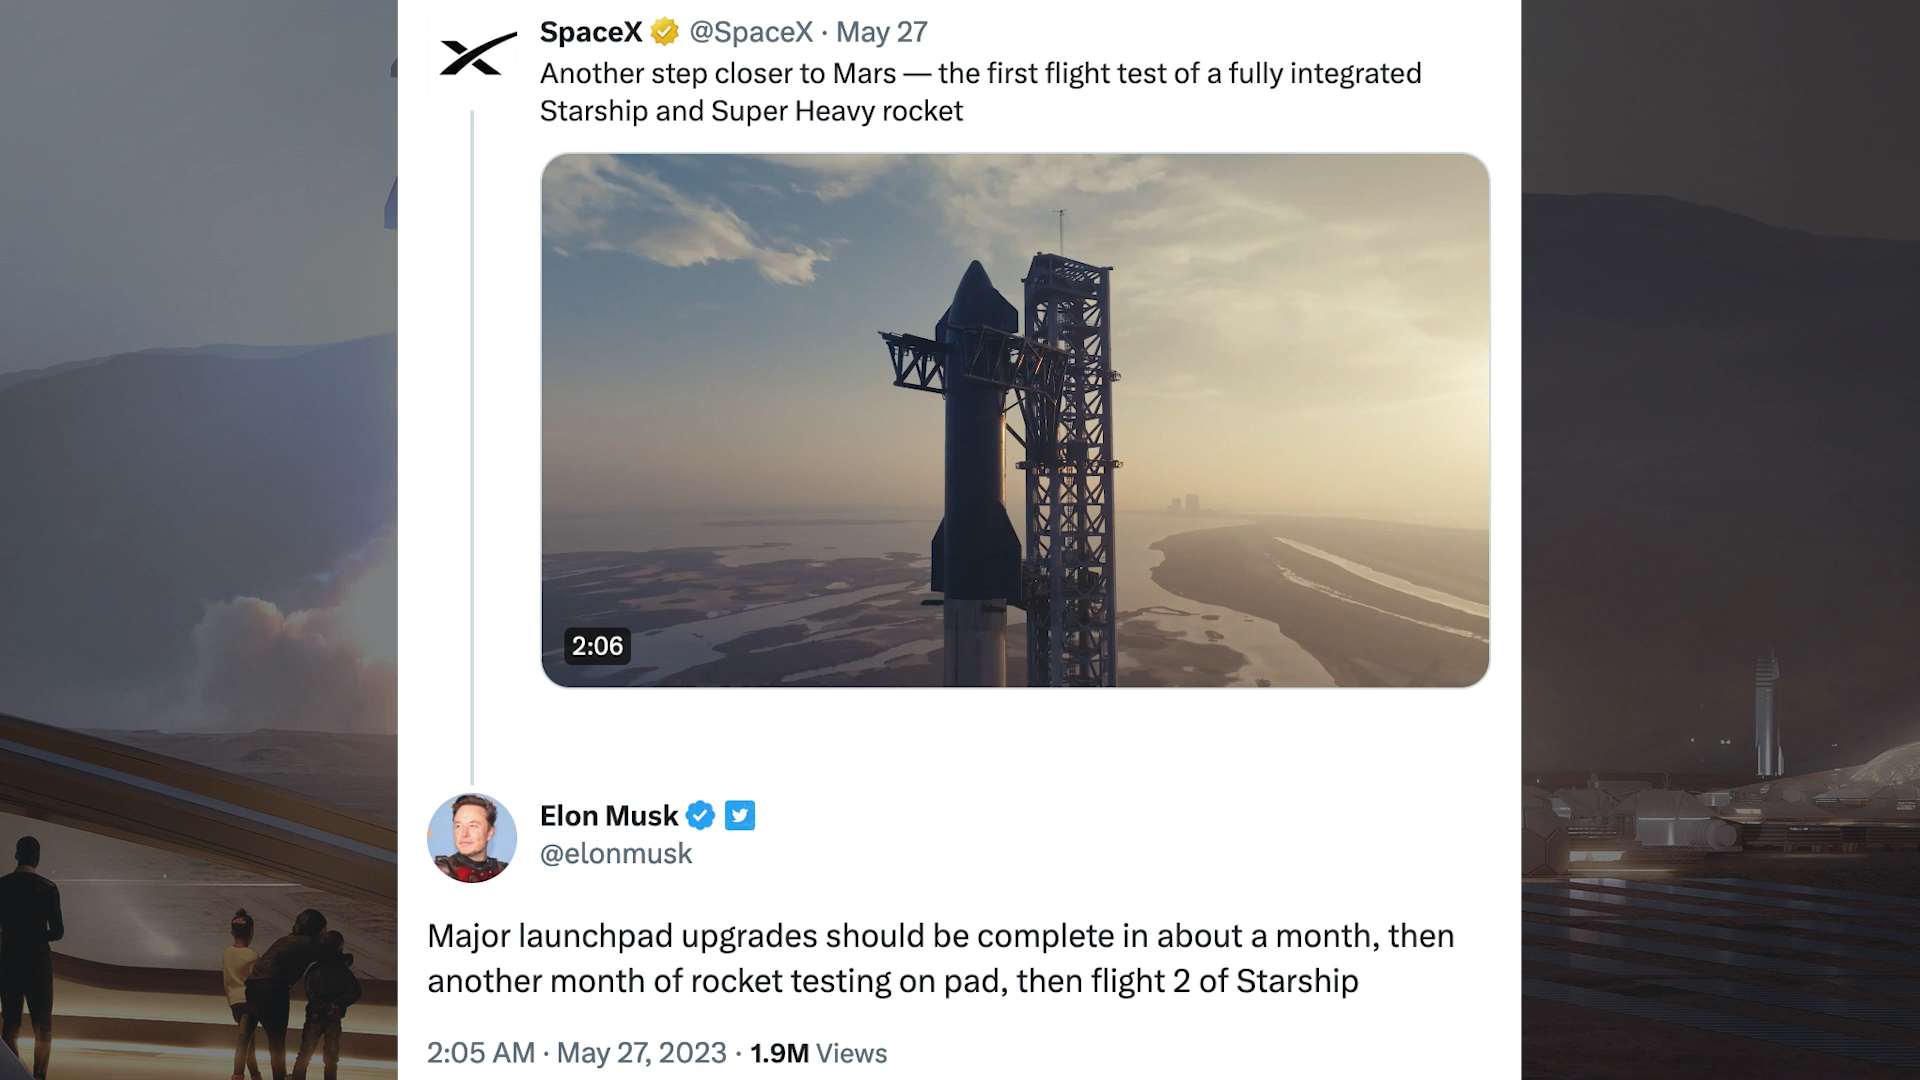 SpaceX @SpaceX · May 27
Another step closer to Mars — the first flight test of a fully integrated
Starship and Super Heavy rocket
2:06
Elon Musk
@elonmusk
Major launchpad upgrades should be complete in about a month, then
another month of rocket testing on pad, then flight 2 of Starship
2:05 AM · May 27, 2023 · 1.9M Views